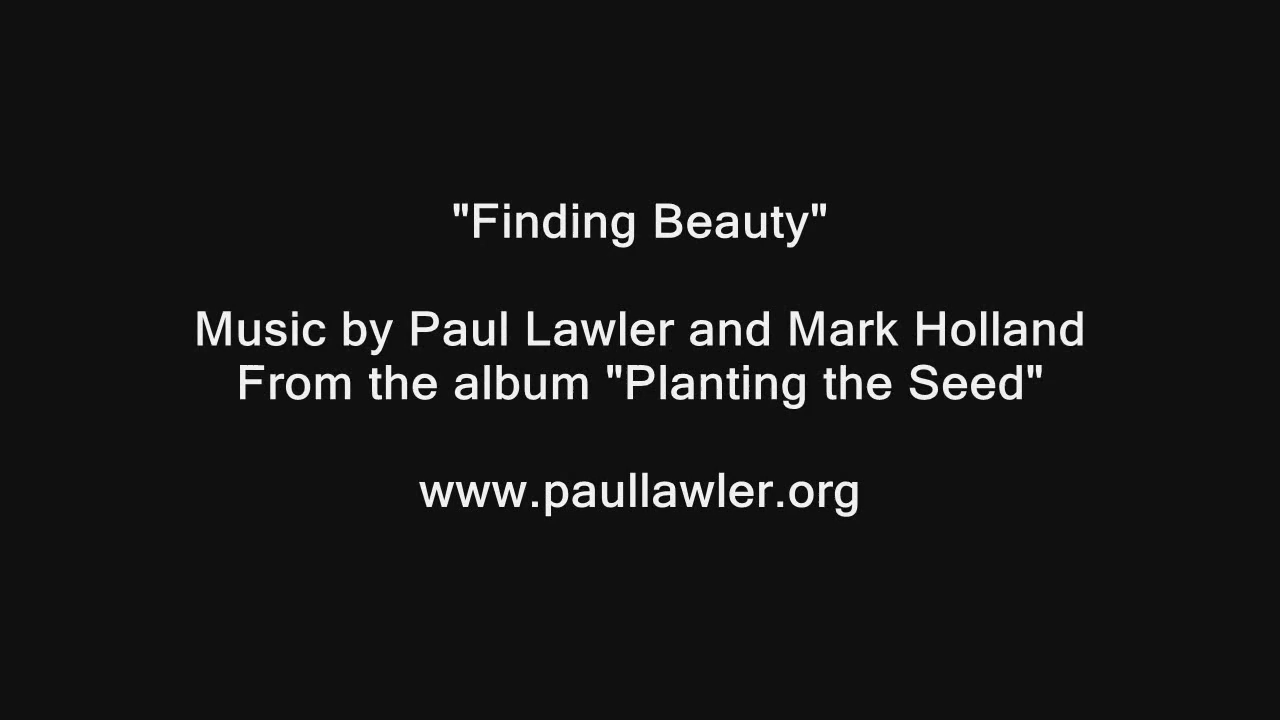 "Finding Beauty"
Music by Paul Lawler and Mark Holland
From the album "Planting the Seed"
www.paullawler.org